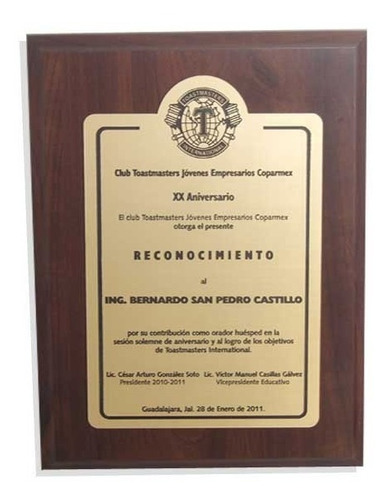 TOASTMASTERS
T
INTERNATIONAL
Club Toastmasters Jóvenes Empresarios Coparmex
XX Aniversario
El club Toastmasters Jóvenes Empresarios Coparmex
otorga el presente
RECONOCIMIENTO
al
ING. BERNARDO SAN PEDRO CASTILLO
por su contribución como orador huésped en la
sesión solemne de aniversario y al logro de los objetivos
de Toastmasters International.
Lic. César Arturo González Soto Lic. Victor Manuel Casillas Gálvez
Presidente 2010-2011 Vicepresidente Educativo
Guadalajara, Jal. 28 de Enero de 2011.